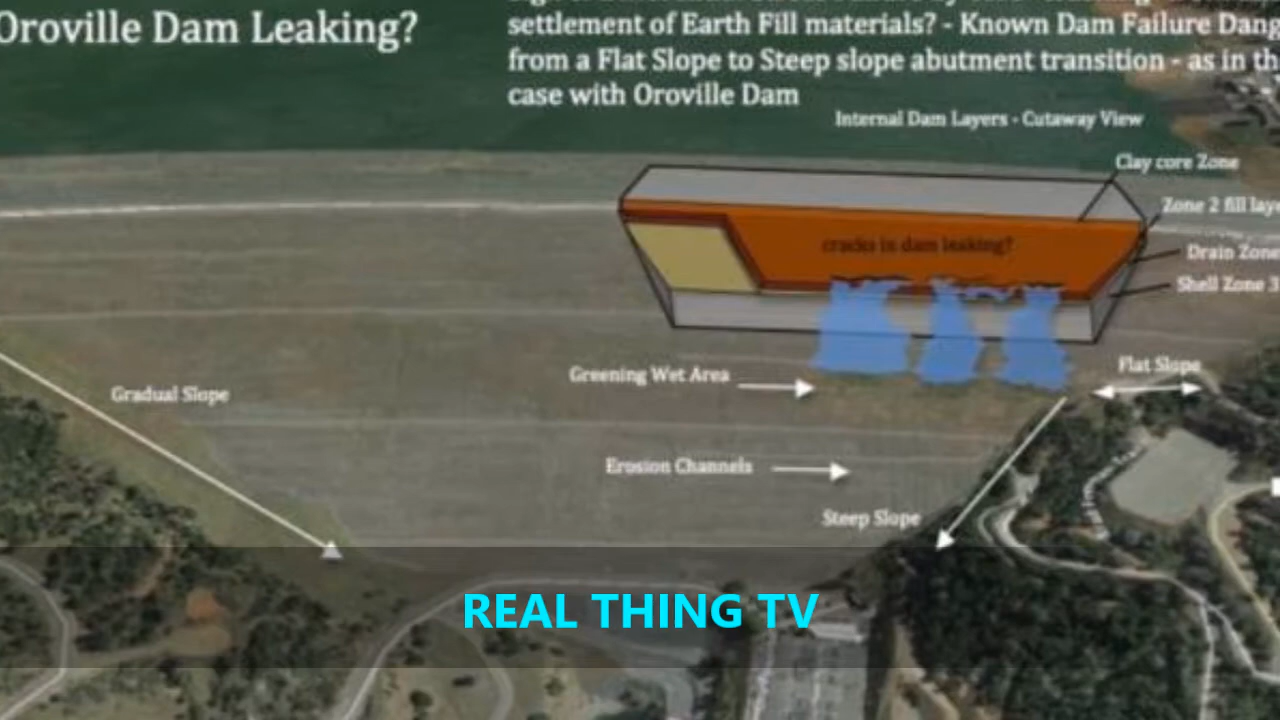 Oroville Dam Leaking?
settlement of Earth Fill materials? - Known Dam Failure Dang
from a Flat Slope to Steep slope abutment transition - as in th
case with Oroville Dam
Internal Dam Layers - Cutaway View
Clay core Zone
Zone 2 fill laye
Drain Zone
Shell Zone 3
cracks in dam leaking?
Greening Wet Area
Flat Slope
Gradual Slope
Erosion Channels
Steep Slope
REAL THING TV